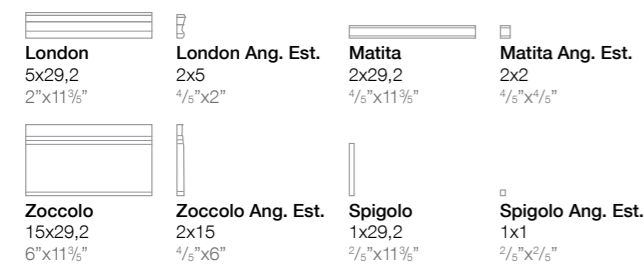 London
5x29,2
2”x11⅗”
London Ang. Est.
2x5
⁴/₅”x2”
Matita
2x29,2
⁴/₅”x11⅗”
Matita Ang. Est.
2x2
⁴/₅”x⁴/₅”
Zoccolo
15x29,2
6”x11⅗”
Zoccolo Ang. Est.
2x15
⁴/₅”x6”
Spigolo
1x29,2
²/₅”x11⅗”
Spigolo Ang. Est.
1x1
²/₅”x²/₅”